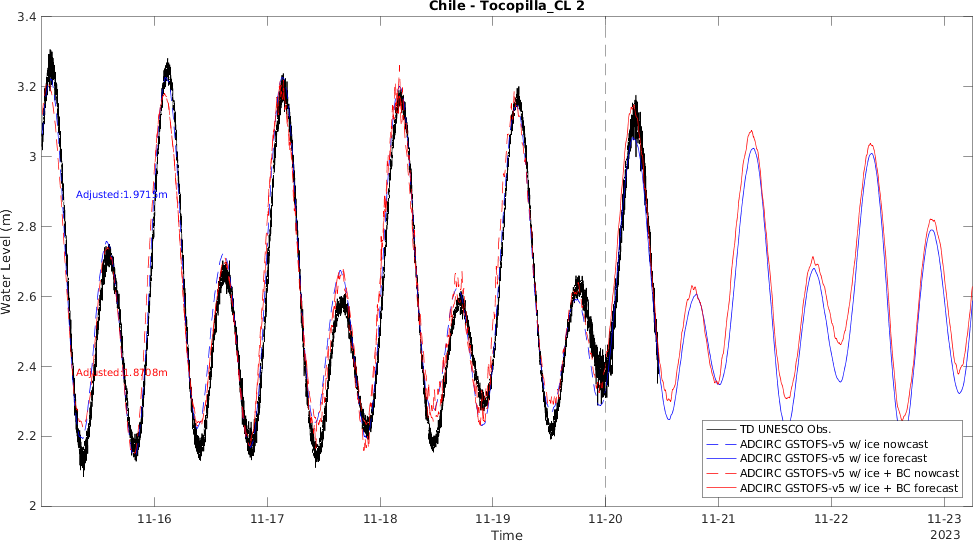 Chile - Tocopilla_CL 2
3.4
3.2
3
2.8
2.6
2.4
2.2
2
Water Level (m)
Adjusted:1.9715m
Adjusted:1.8708m
TD UNESCO Obs.
ADCIRC GSTOFS-v5 w/ ice nowcast
ADCIRC GSTOFS-v5 w/ ice forecast
ADCIRC GSTOFS-v5 w/ ice + BC nowcast
ADCIRC GSTOFS-v5 w/ ice + BC forecast
11-16 11-17 11-18 11-19 11-20 11-21 11-22 11-23
Time
2023